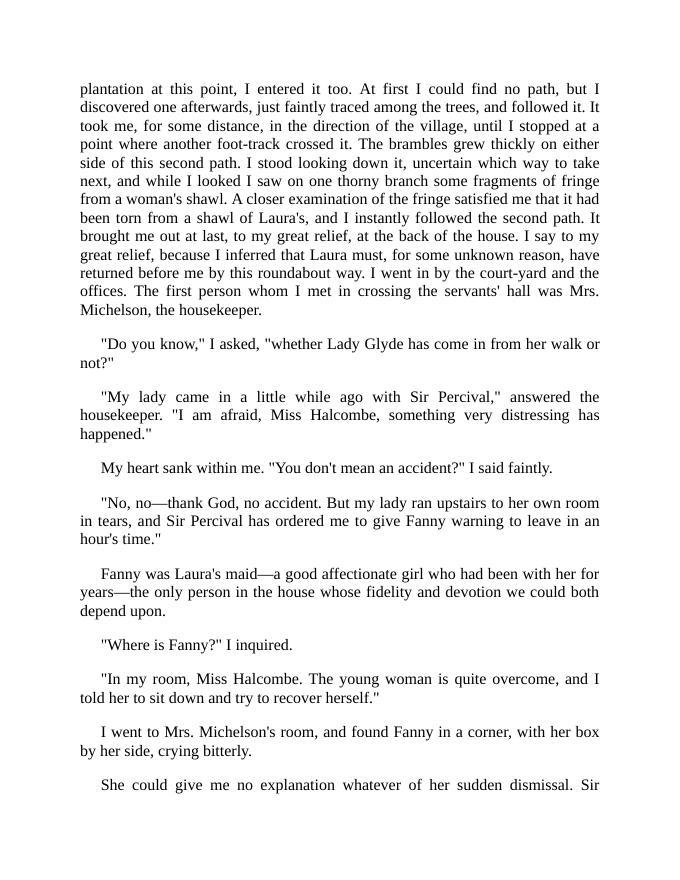 plantation at this point, I entered it too. At first I could find no path, but I
discovered one afterwards, just faintly traced among the trees, and followed it. It
took me, for some distance, in the direction of the village, until I stopped at a
point where another foot-track crossed it. The brambles grew thickly on either
side of this second path. I stood looking down it, uncertain which way to take
next, and while I looked I saw on one thorny branch some fragments of fringe
from a woman's shawl. A closer examination of the fringe satisfied me that it had
been torn from a shawl of Laura's, and I instantly followed the second path. It
brought me out at last, to my great relief, at the back of the house. I say to my
great relief, because I inferred that Laura must, for some unknown reason, have
returned before me by this roundabout way. I went in by the court-yard and the
offices. The first person whom I met in crossing the servants' hall was Mrs.
Michelson, the housekeeper.
"Do you know," I asked, "whether Lady Glyde has come in from her walk or
not?"
"My lady came in a little while ago with Sir Percival," answered the
housekeeper. "I am afraid, Miss Halcombe, something very distressing has
happened."
My heart sank within me. "You don't mean an accident?" I said faintly.
"No, no—thank God, no accident. But my lady ran upstairs to her own room
in tears, and Sir Percival has ordered me to give Fanny warning to leave in an
hour's time."
Fanny was Laura's maid—a good affectionate girl who had been with her for
years—the only person in the house whose fidelity and devotion we could both
depend upon.
"Where is Fanny?" I inquired.
"In my room, Miss Halcombe. The young woman is quite overcome, and I
told her to sit down and try to recover herself."
I went to Mrs. Michelson's room, and found Fanny in a corner, with her box
by her side, crying bitterly.
She could give me no explanation whatever of her sudden dismissal. Sir